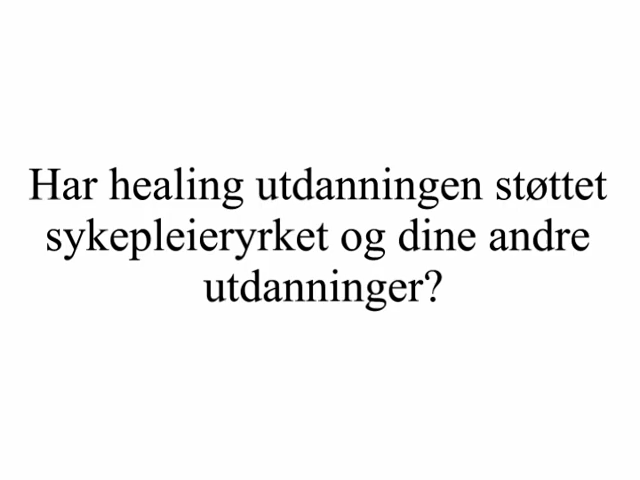 Har healing utdanningen støttet
sykepleieryrket og dine andre
utdanninger?